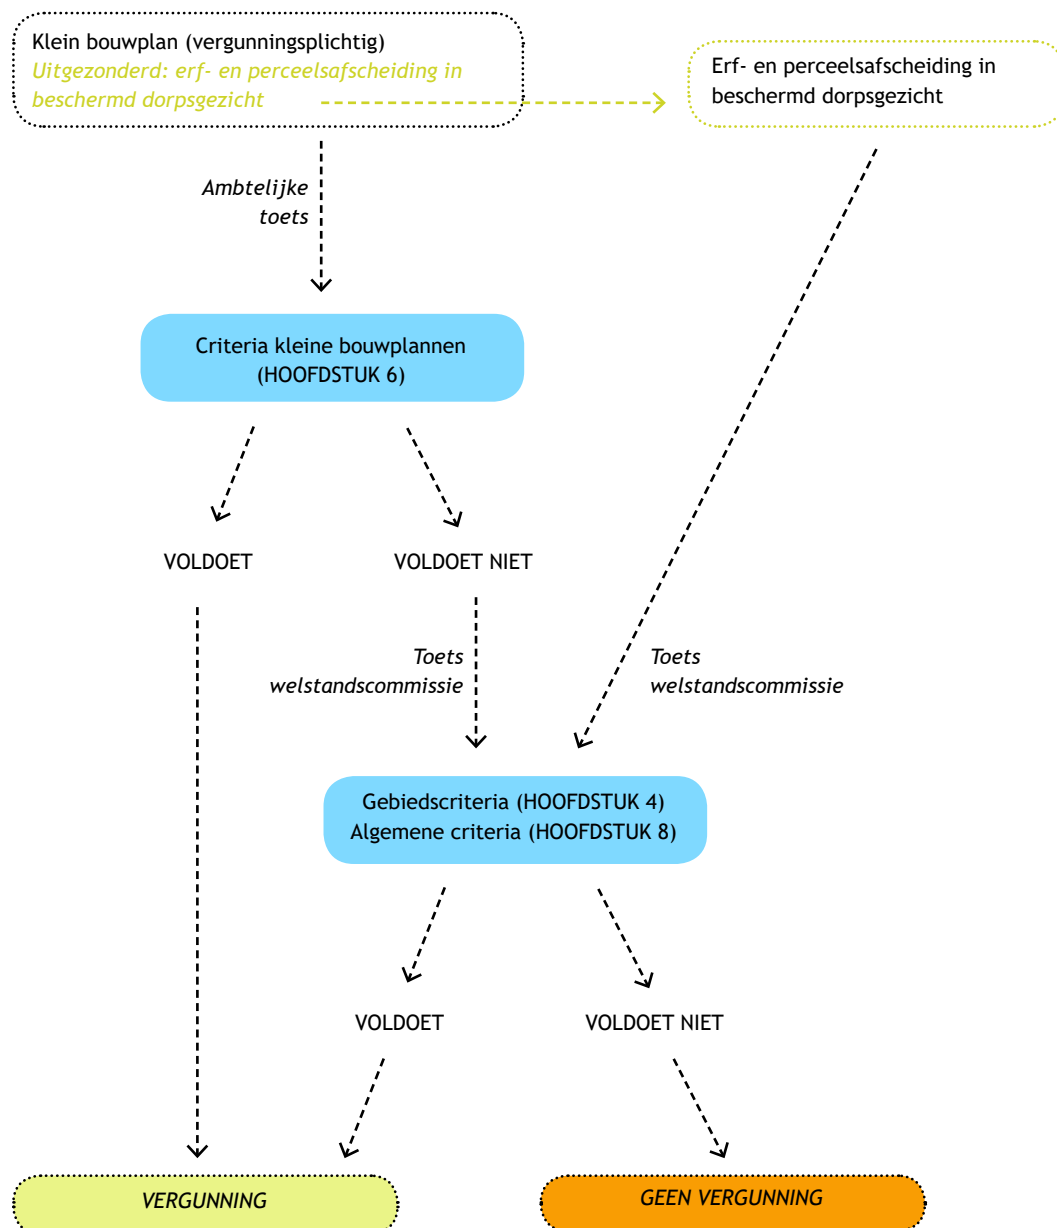 Klein bouwplan (vergunningsplichtig)
Uitgezonderd: erf- en perceelsafscheiding in
beschermd dorpsgezicht
Erf- en perceelsafscheiding in
beschermd dorpsgezicht
Ambtelijke
toets
Criteria kleine bouwplannen
(HOOFDSTUK 6)
VOLDOET
VOLDOET NIET
Toets
welstandscommissie
Toets
welstandscommissie
Gebiedscriteria (HOOFDSTUK 4)
Algemene criteria (HOOFDSTUK 8)
VOLDOET
VOLDOET NIET
VERGUNNING
GEEN VERGUNNING